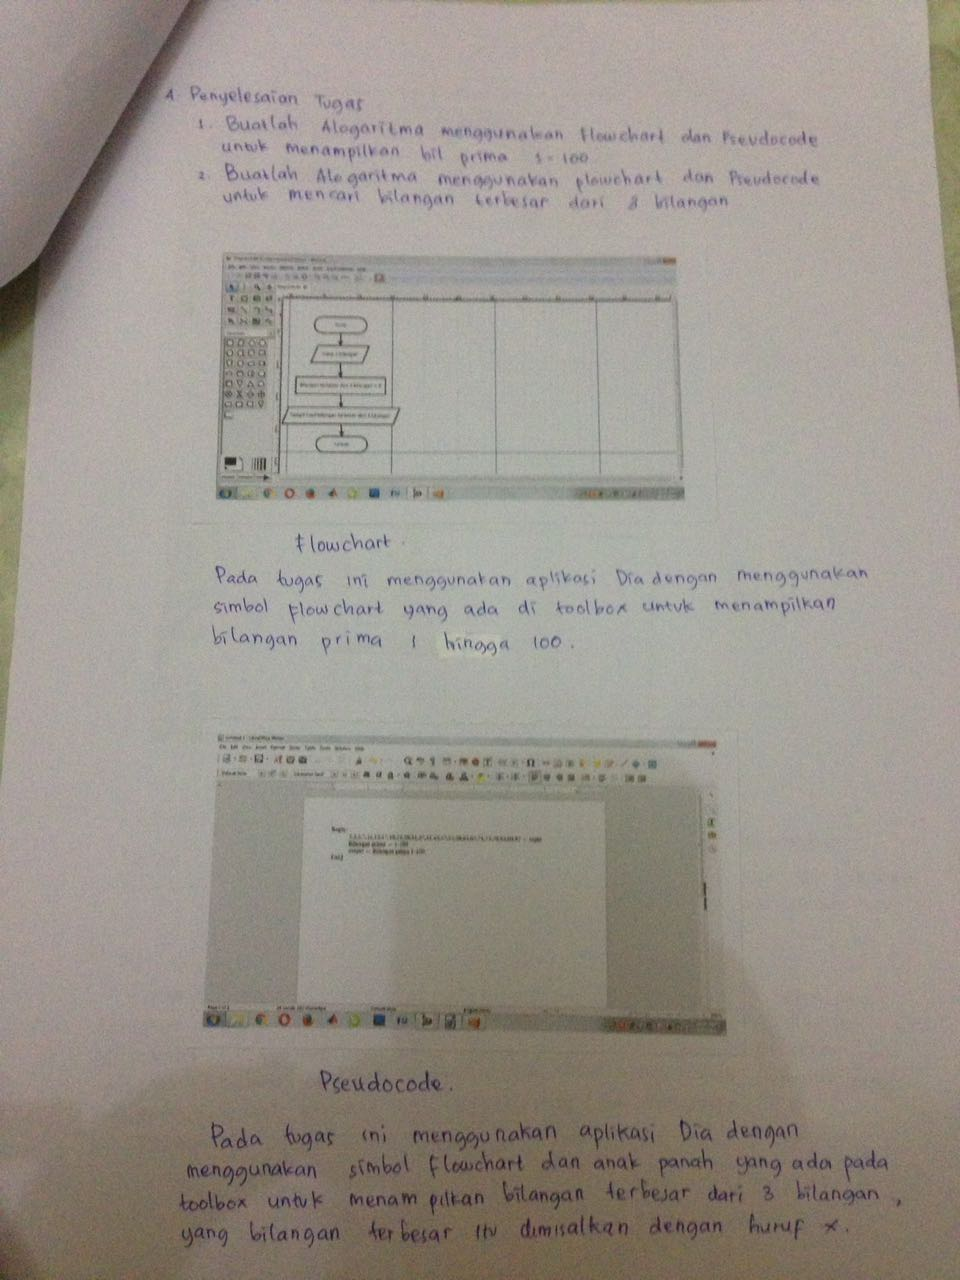 A. Penyelesaian Tugas
1. Buatlah Alogaritma menggunakan flowchart dan Pseudocode
untuk menampilkan bil prima 1-100
2. Buatlah Alogaritma menggunakan flowchart dan Pseudocode
untuk mencari bilangan terbesar dari 3 bilangan
flowchart.
Pada tugas ini menggunakan aplikasi Dia dengan menggunakan
simbol flowchart yang ada di toolbox untuk menampilkan
bilangan prima 1 hingga 100.
Begin
Bilangan prima
End
Pseudocode.
Pada tugas ini menggunakan aplikasi Dia dengan
menggunakan simbol flowchart dan anak panah yang ada pada
toolbox untuk menampilkan bilangan terbesar dari 3 bilangan,
yang bilangan terbesar itu dimisalkan dengan huruf x.